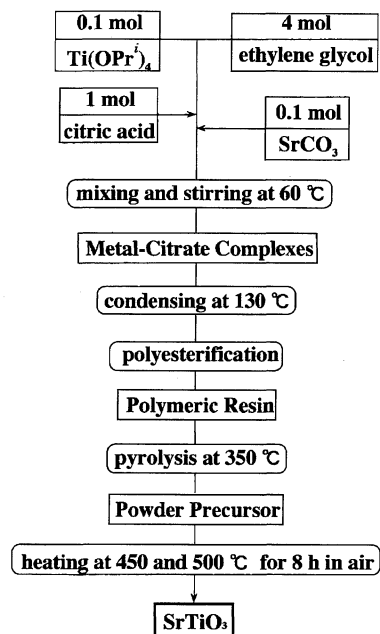 0.1 mol
Ti(OPrⁱ)₄
4 mol
ethylene glycol
1 mol
citric acid
0.1 mol
SrCO₃
mixing and stirring at 60 ℃
Metal-Citrate Complexes
condensing at 130 ℃
polyesterification
Polymeric Resin
pyrolysis at 350 ℃
Powder Precursor
heating at 450 and 500 ℃ for 8 h in air
SrTiO₃